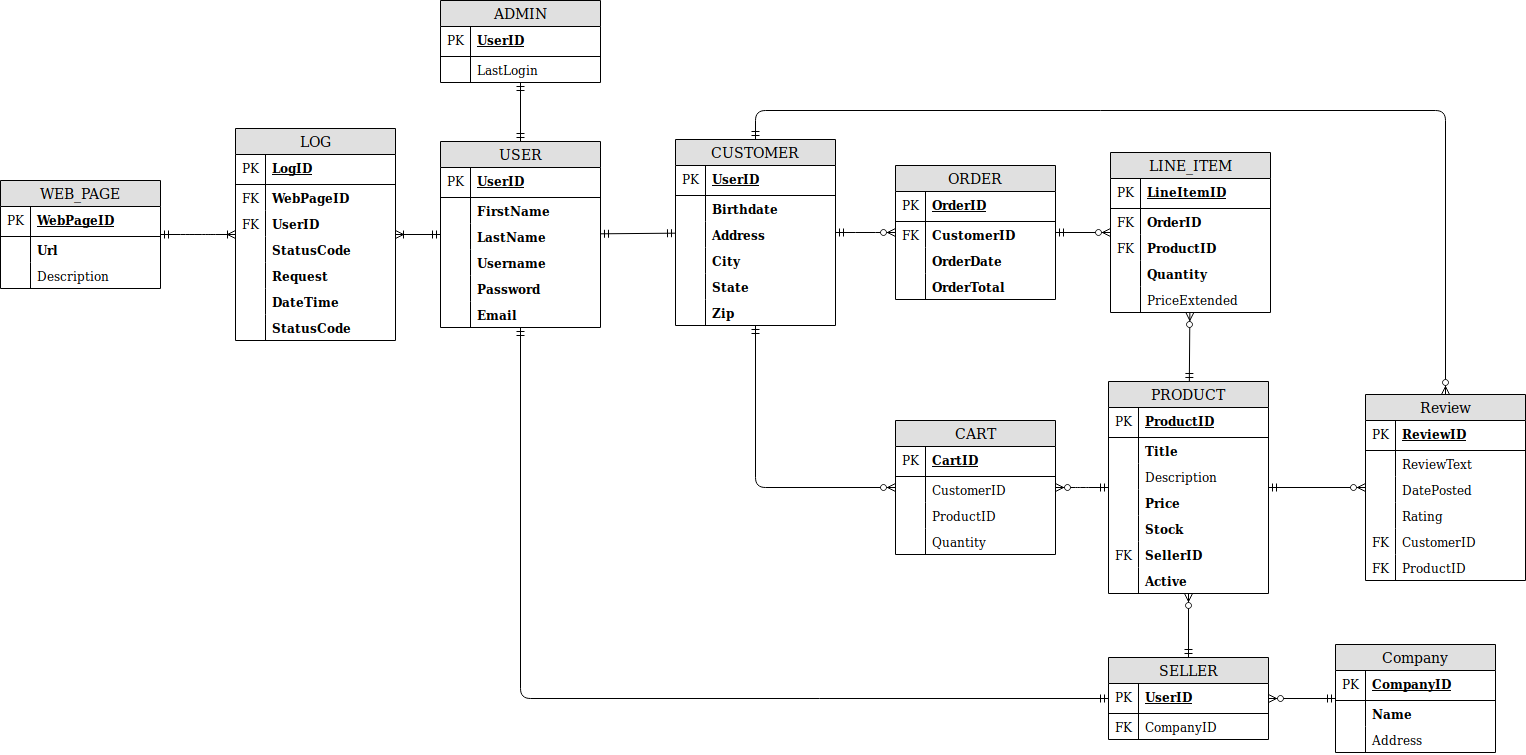 ADMIN
PK UserID
LastLogin
LOG
PK LogID
FK WebPageID
FK UserID
StatusCode
Request
DateTime
StatusCode
USER
PK UserID
FirstName
LastName
Username
Password
Email
CUSTOMER
PK UserID
Birthdate
Address
City
State
Zip
WEB_PAGE
PK WebPageID
Url
Description
ORDER
PK OrderID
FK CustomerID
OrderDate
OrderTotal
LINE_ITEM
PK LineItemID
FK OrderID
FK ProductID
Quantity
PriceExtended
PRODUCT
PK ProductID
Title
Description
Price
Stock
FK SellerID
Active
Review
PK ReviewID
ReviewText
DatePosted
Rating
FK CustomerID
FK ProductID
CART
PK CartID
CustomerID
ProductID
Quantity
SELLER
PK UserID
FK CompanyID
Company
PK CompanyID
Name
Address